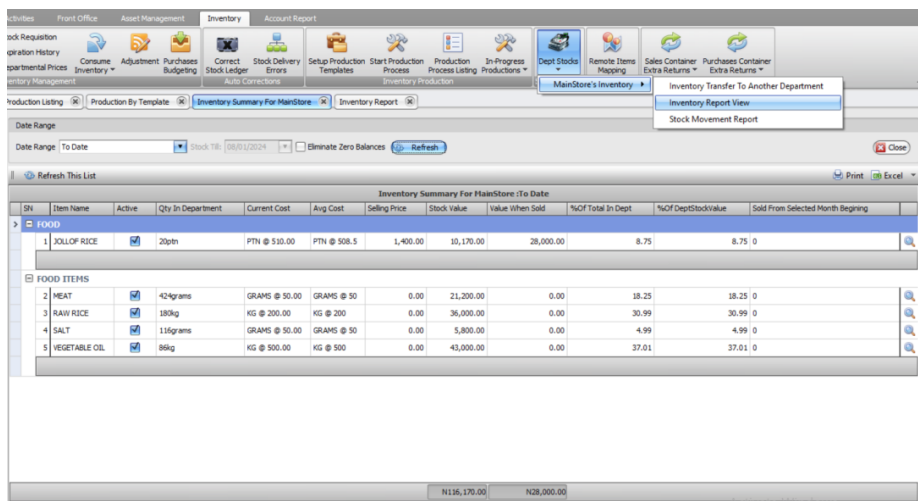 Activities Front Office Asset Management Inventory Account Report
Stock Requisition
Expiration History
Departmental Prices
Consume Inventory
Adjustment
Purchases Budgeting
Correct Stock Ledger
Stock Delivery Errors
Setup Production Templates
Start Production Process
Production Process Listing
In-Progress Productions
Dept Stocks
Remote Items Mapping
Sales Container Extra Returns
Purchases Container Extra Returns
Inventory Management Auto Corrections Inventory Production
MainStore's Inventory
Inventory Transfer To Another Department
Inventory Report View
Stock Movement Report
Production Listing Production By Template Inventory Summary For MainStore Inventory Report
Date Range
Date Range To Date Stock Till: 08/01/2024 Eliminate Zero Balances Refresh Close
Refresh This List Print Excel
Inventory Summary For MainStore :To Date
SN Item Name Active Qty In Department Current Cost Avg Cost Selling Price Stock Value Value When Sold %Of Total In Dept %Of DeptStockValue Sold From Selected Month Begining
FOOD
1 JOLLOF RICE 20ptn PTN @ 510.00 PTN @ 508.5 1,400.00 10,170.00 28,000.00 8.75 8.75 0
FOOD ITEMS
2 MEAT 424grams GRAMS @ 50.00 GRAMS @ 50 0.00 21,200.00 0.00 18.25 18.25 0
3 RAW RICE 180kg KG @ 200.00 KG @ 200 0.00 36,000.00 0.00 30.99 30.99 0
4 SALT 116grams GRAMS @ 50.00 GRAMS @ 50 0.00 5,800.00 0.00 4.99 4.99 0
5 VEGETABLE OIL 86kg KG @ 500.00 KG @ 500 0.00 43,000.00 0.00 37.01 37.01 0
N116,170.00 N28,000.00